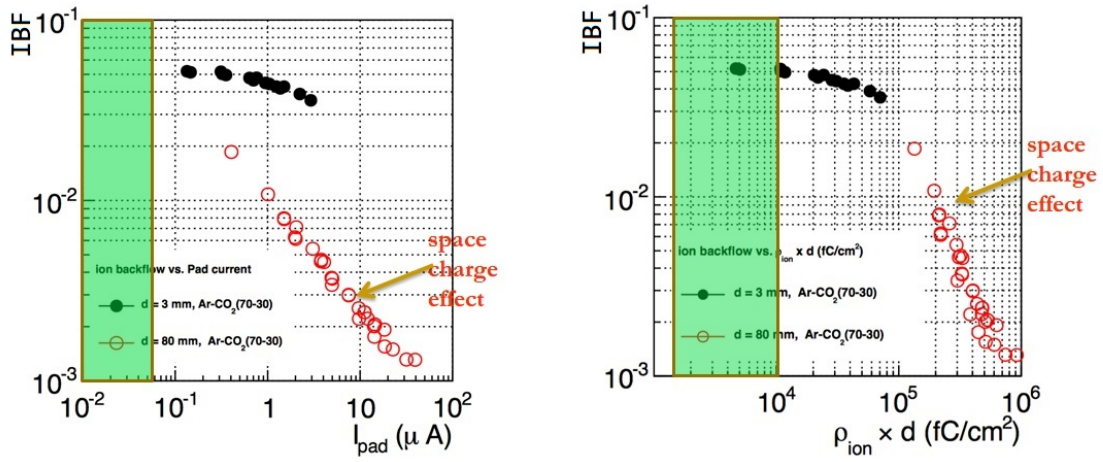 IBF
10⁻¹
10⁻²
10⁻³
10⁻²
10⁻¹
1
10
10²
I_pad (μ A)
ion backflow vs. Pad current
d = 3 mm, Ar-CO₂(70-30)
d = 80 mm, Ar-CO₂(70-30)
space
charge
effect
IBF
10⁻¹
10⁻²
10⁻³
10⁴
10⁵
10⁶
ρ_ion × d (fC/cm²)
ion backflow vs. ρ_ion × d (fC/cm²)
d = 3 mm, Ar-CO₂(70-30)
d = 80 mm, Ar-CO₂(70-30)
space
charge
effect